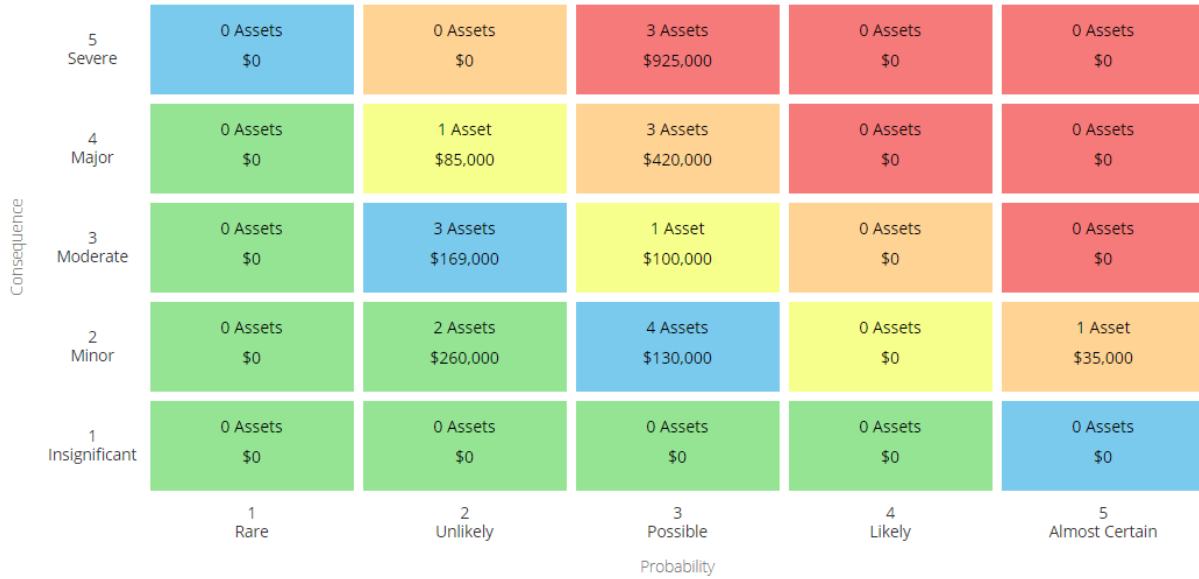 5
Severe
0 Assets
$0
0 Assets
$0
3 Assets
$925,000
0 Assets
$0
0 Assets
$0
4
Major
0 Assets
$0
1 Asset
$85,000
3 Assets
$420,000
0 Assets
$0
0 Assets
$0
Consequence
3
Moderate
0 Assets
$0
3 Assets
$169,000
1 Asset
$100,000
0 Assets
$0
0 Assets
$0
2
Minor
0 Assets
$0
2 Assets
$260,000
4 Assets
$130,000
0 Assets
$0
1 Asset
$35,000
1
Insignificant
0 Assets
$0
0 Assets
$0
0 Assets
$0
0 Assets
$0
0 Assets
$0
1
Rare
2
Unlikely
3
Possible
4
Likely
5
Almost Certain
Probability